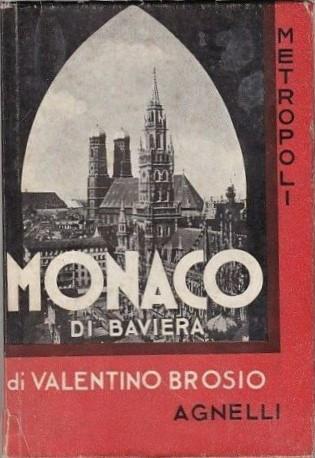 METROPOLI
MONACO
DI BAVIERA
di VALENTINO BROSIO
AGNELLI